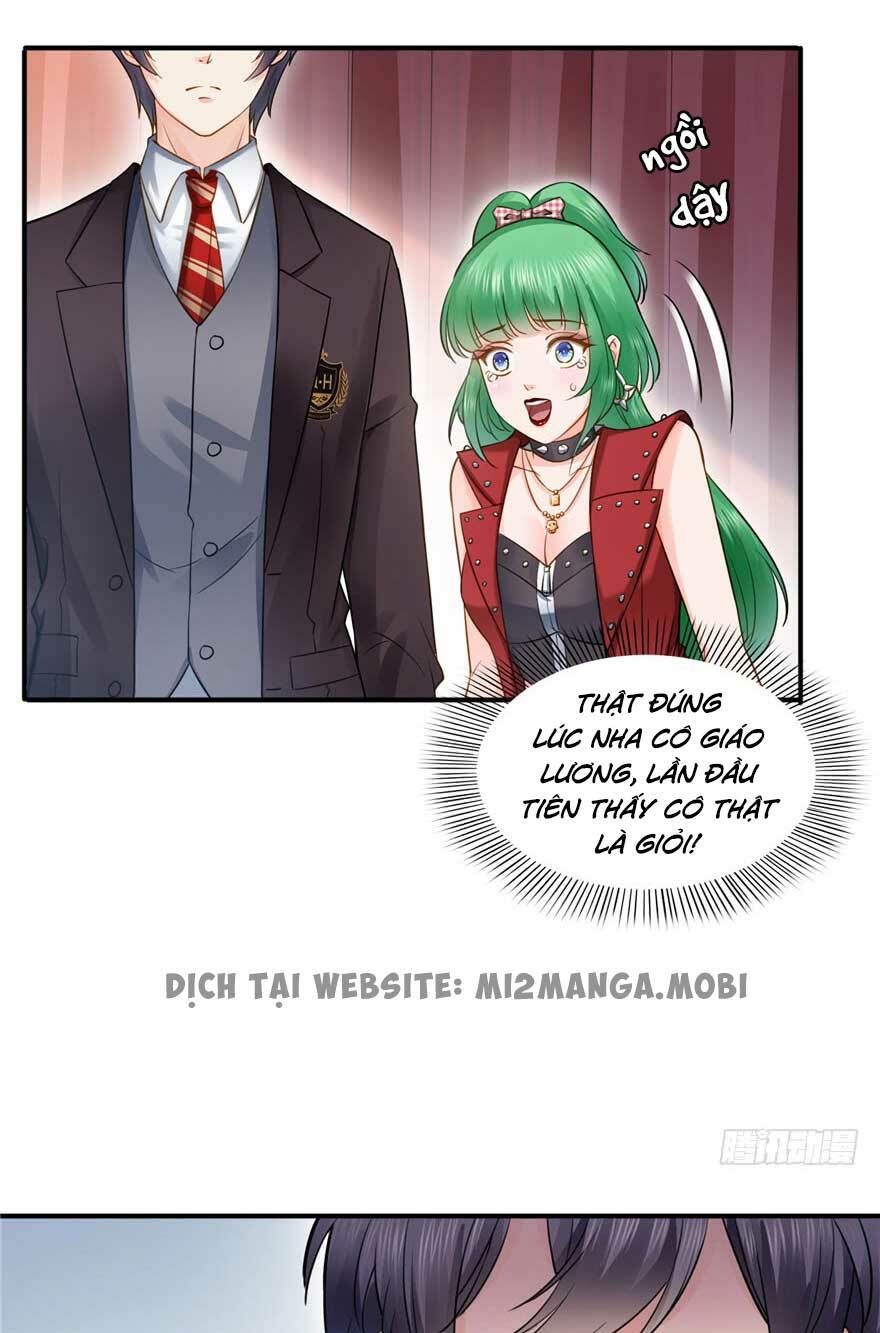 ngồi
dậy
THẬT ĐÚNG
LÚC NHA CÔ GIÁO
LƯƠNG, LẦN ĐẦU
TIÊN THẤY CÔ THẬT
LÀ GIỎI!
DỊCH TẠI WEBSITE: MI2MANGA.MOBI
腾讯动漫